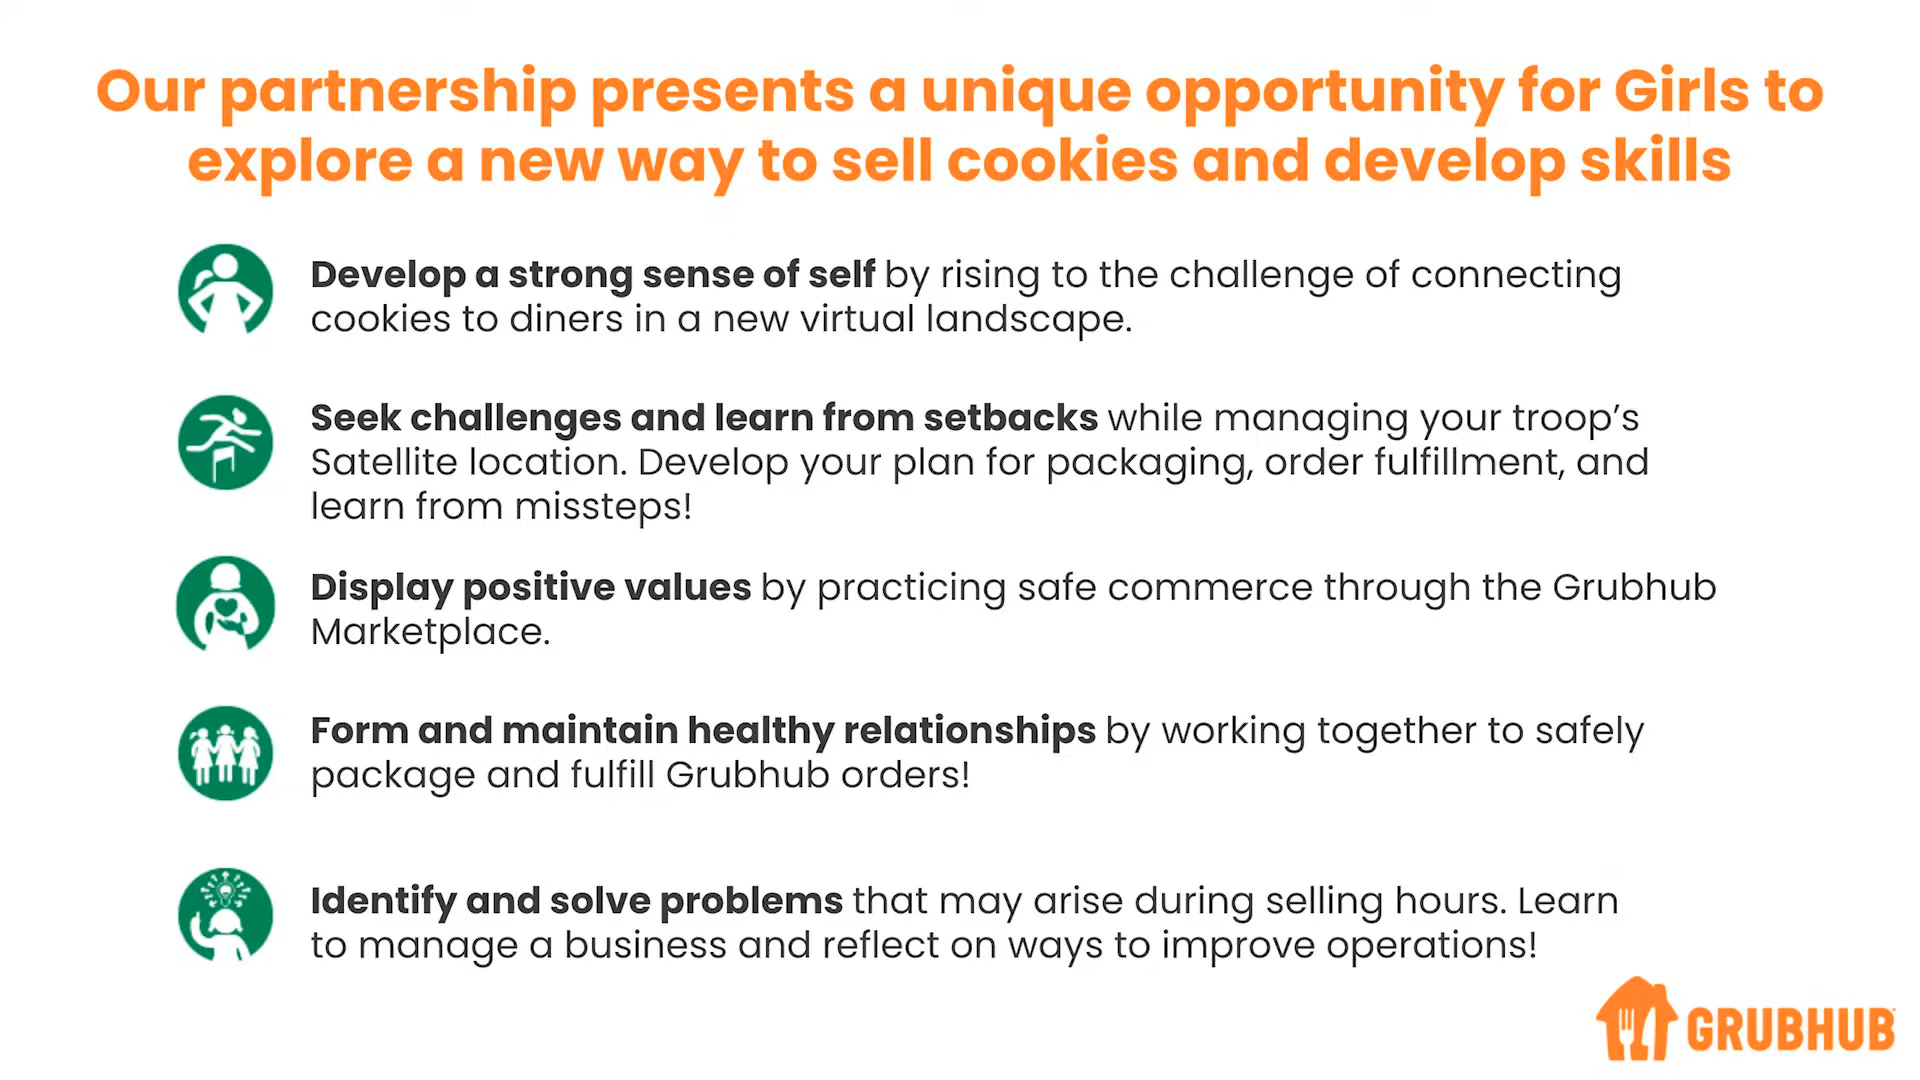 Our partnership presents a unique opportunity for Girls to
explore a new way to sell cookies and develop skills
Develop a strong sense of self by rising to the challenge of connecting
cookies to diners in a new virtual landscape.
Seek challenges and learn from setbacks while managing your troop’s
Satellite location. Develop your plan for packaging, order fulfillment, and
learn from missteps!
Display positive values by practicing safe commerce through the Grubhub
Marketplace.
Form and maintain healthy relationships by working together to safely
package and fulfill Grubhub orders!
Identify and solve problems that may arise during selling hours. Learn
to manage a business and reflect on ways to improve operations!
GRUBHUB